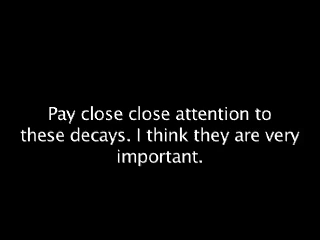 Pay close close attention to
these decays. I think they are very
important.